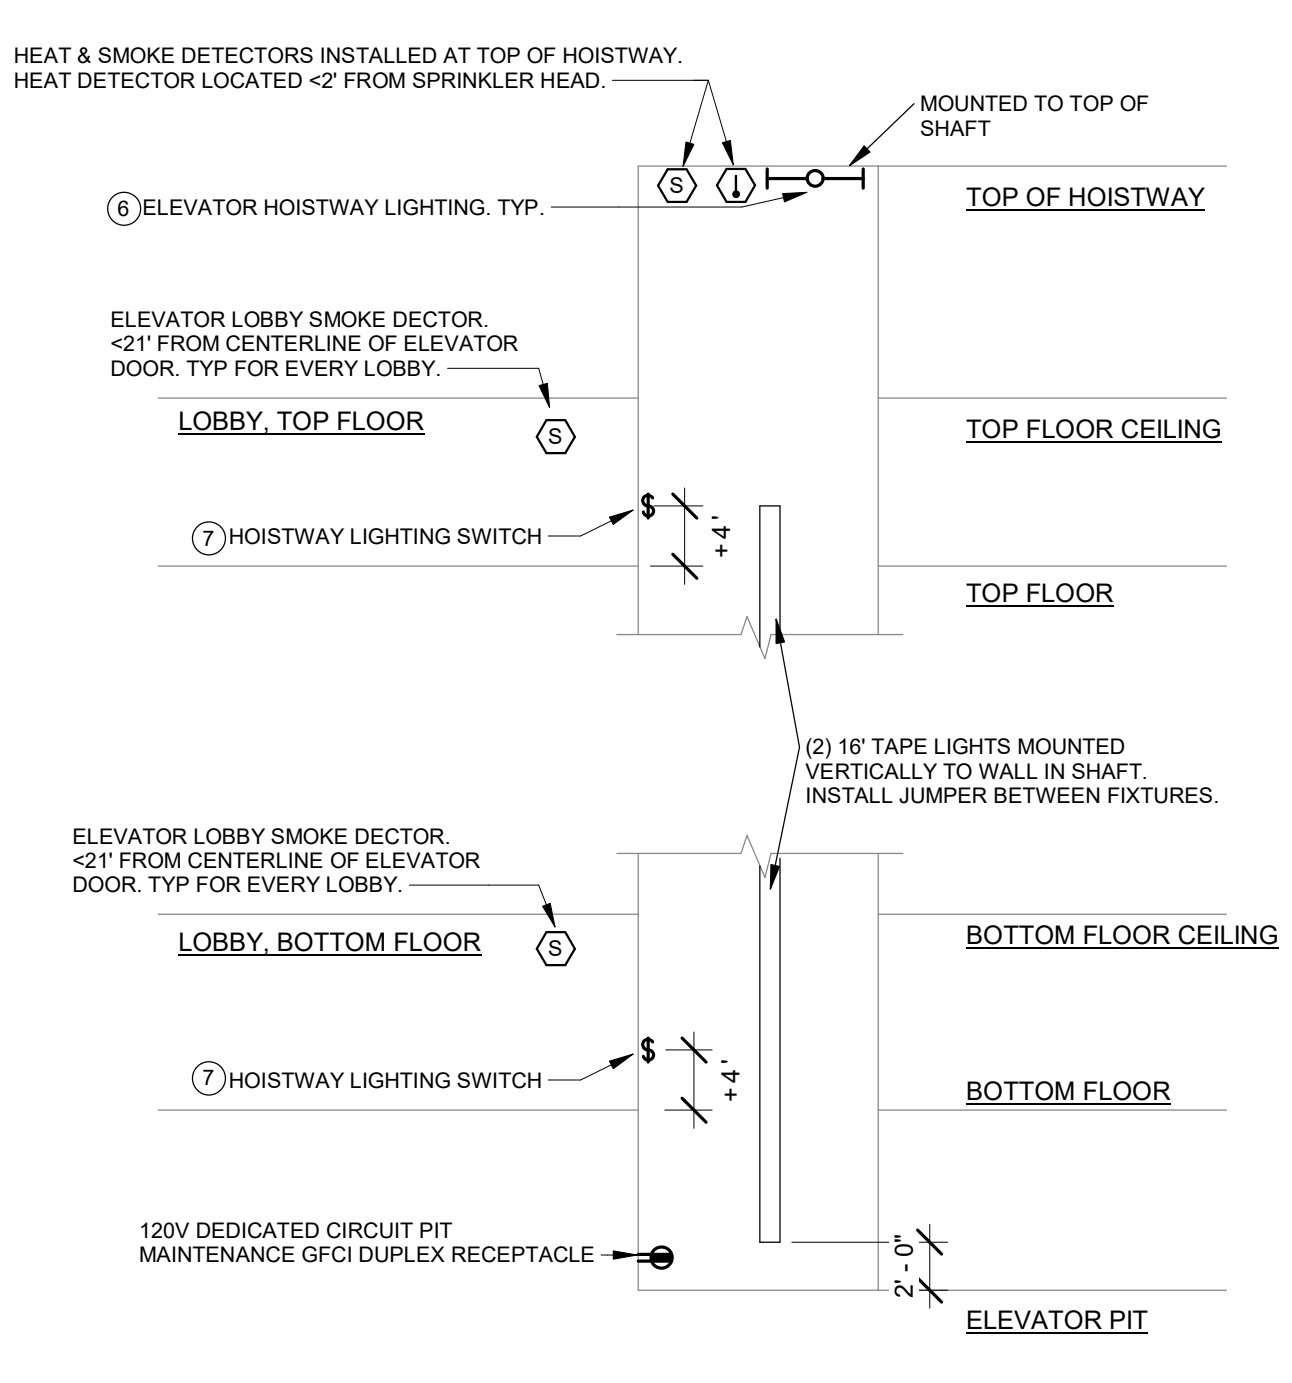 HEAT & SMOKE DETECTORS INSTALLED AT TOP OF HOISTWAY.
HEAT DETECTOR LOCATED <2' FROM SPRINKLER HEAD.
MOUNTED TO TOP OF
SHAFT
S
TOP OF HOISTWAY
6 ELEVATOR HOISTWAY LIGHTING. TYP.
ELEVATOR LOBBY SMOKE DECTOR.
<21' FROM CENTERLINE OF ELEVATOR
DOOR. TYP FOR EVERY LOBBY.
LOBBY, TOP FLOOR
S
TOP FLOOR CEILING
$
7 HOISTWAY LIGHTING SWITCH
+4'
TOP FLOOR
(2) 16' TAPE LIGHTS MOUNTED
VERTICALLY TO WALL IN SHAFT.
INSTALL JUMPER BETWEEN FIXTURES.
ELEVATOR LOBBY SMOKE DECTOR.
<21' FROM CENTERLINE OF ELEVATOR
DOOR. TYP FOR EVERY LOBBY.
LOBBY, BOTTOM FLOOR
S
BOTTOM FLOOR CEILING
$
7 HOISTWAY LIGHTING SWITCH
+4'
BOTTOM FLOOR
120V DEDICATED CIRCUIT PIT
MAINTENANCE GFCI DUPLEX RECEPTACLE
2' - 0"
ELEVATOR PIT